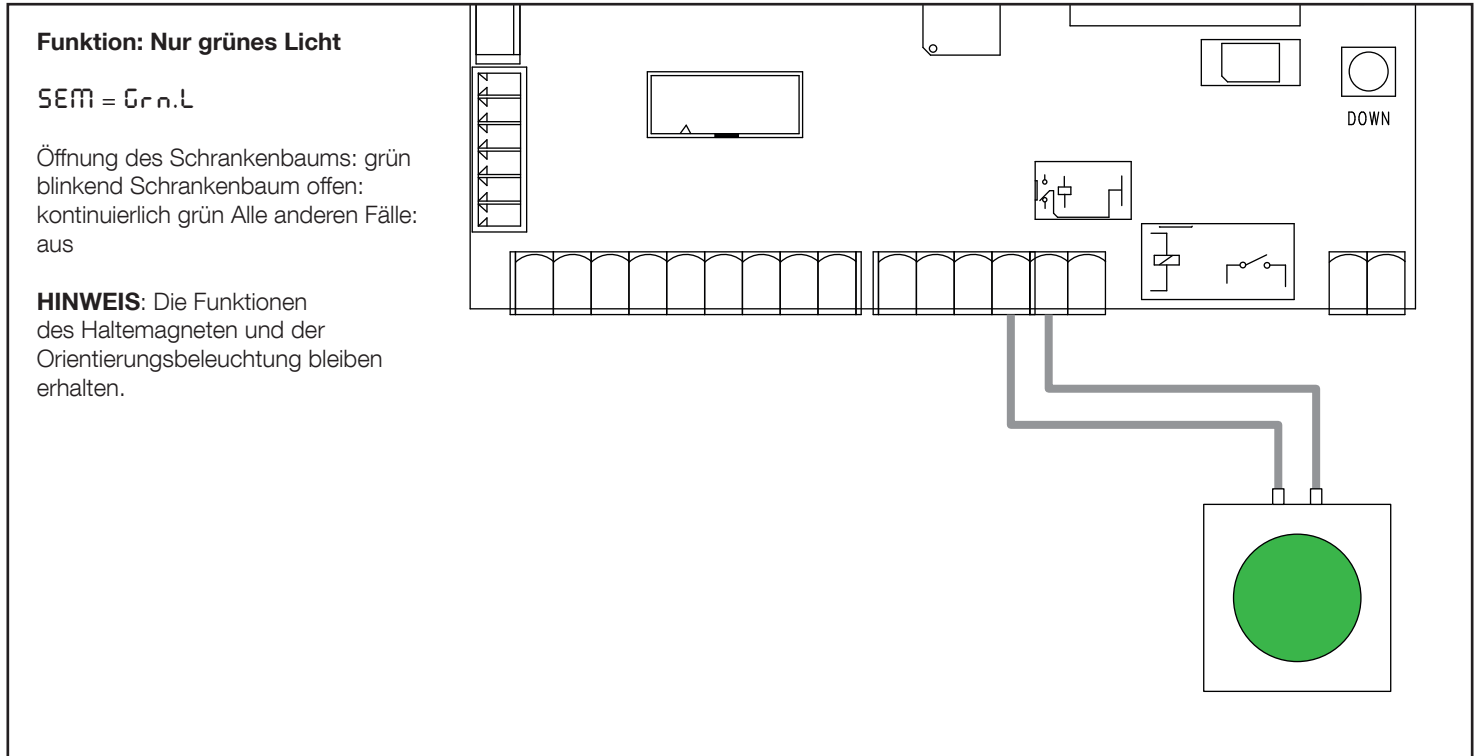 Funktion: Nur grünes Licht
SEM = Grn.L
Öffnung des Schrankenbaums: grün
blinkend Schrankenbaum offen:
kontinuierlich grün Alle anderen Fälle:
aus
HINWEIS: Die Funktionen
des Haltemagneten und der
Orientierungsbeleuchtung bleiben
erhalten.
DOWN